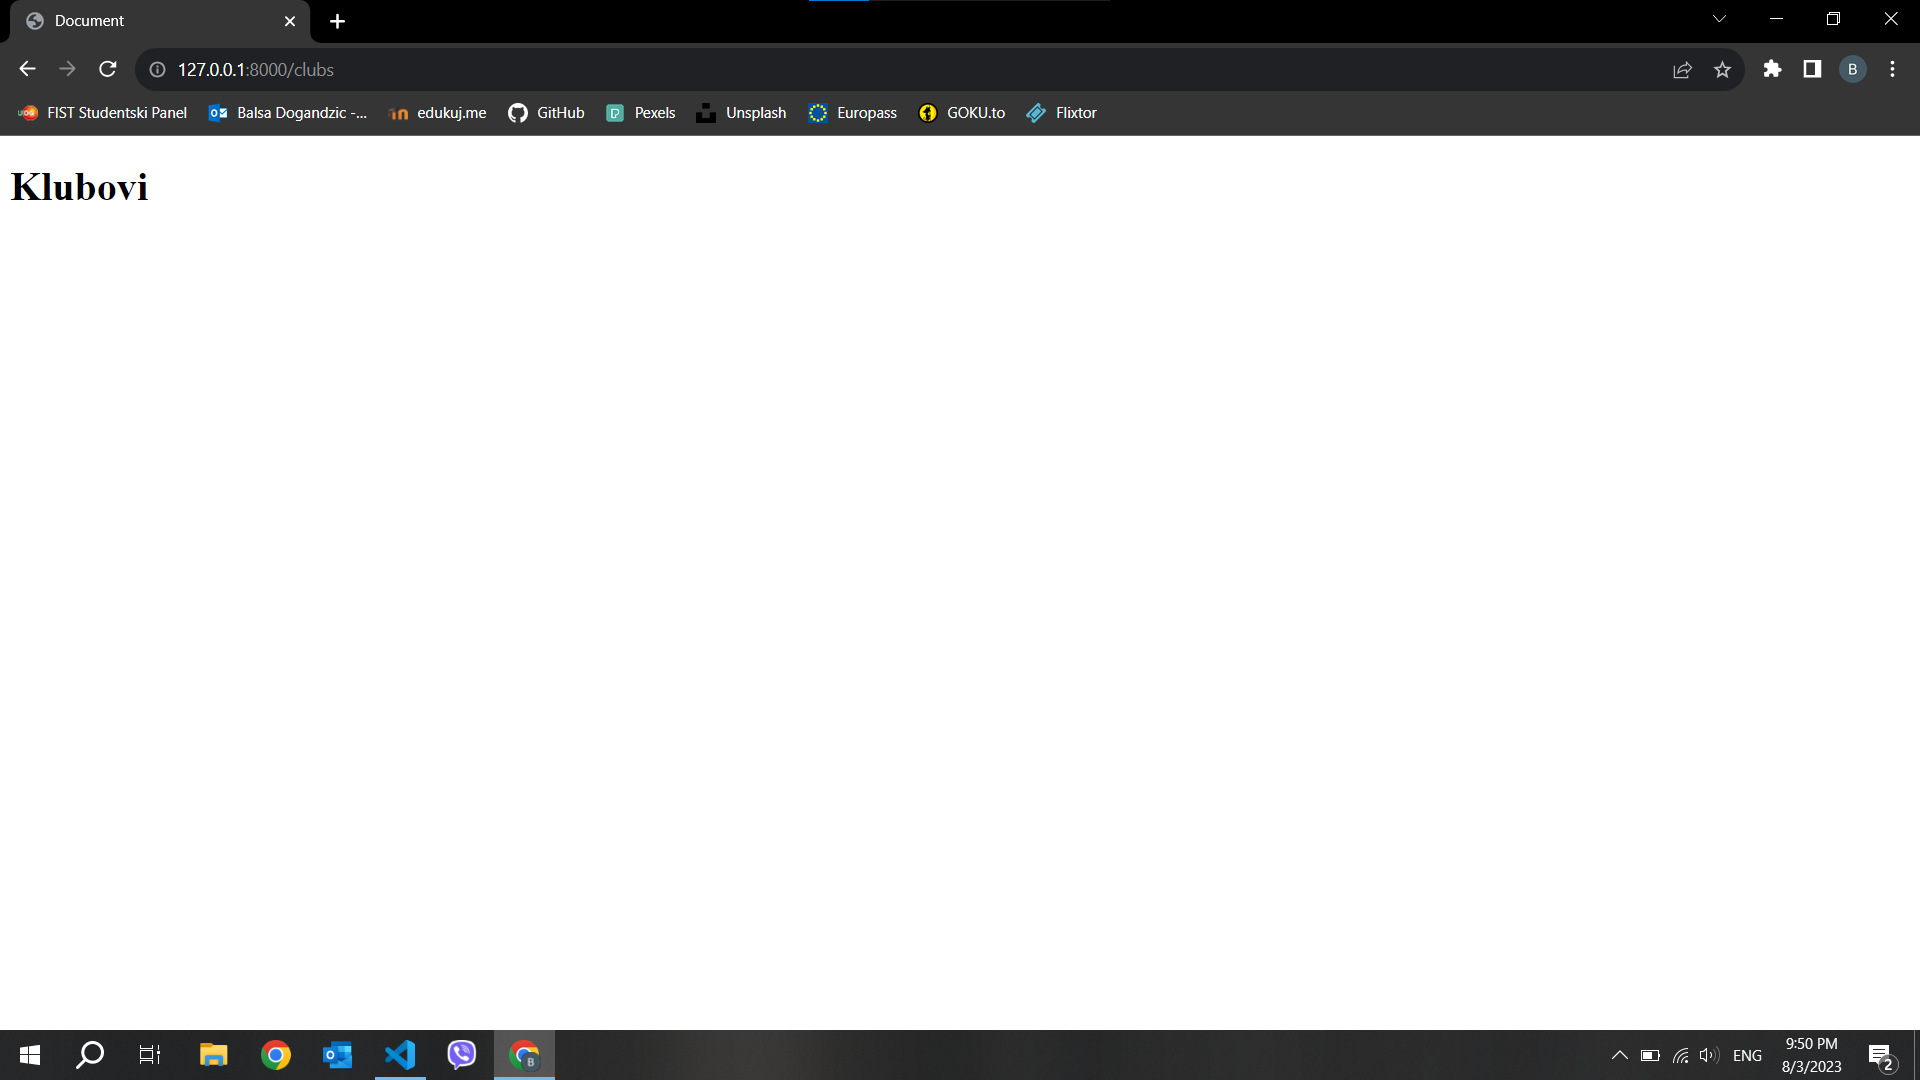 Document
127.0.0.1:8000/clubs
B
FIST Studentski Panel
Balsa Dogandzic -...
edukuj.me
GitHub
Pexels
Unsplash
Europass
GOKU.to
Flixtor
Klubovi
ENG
9:50 PM
8/3/2023
2